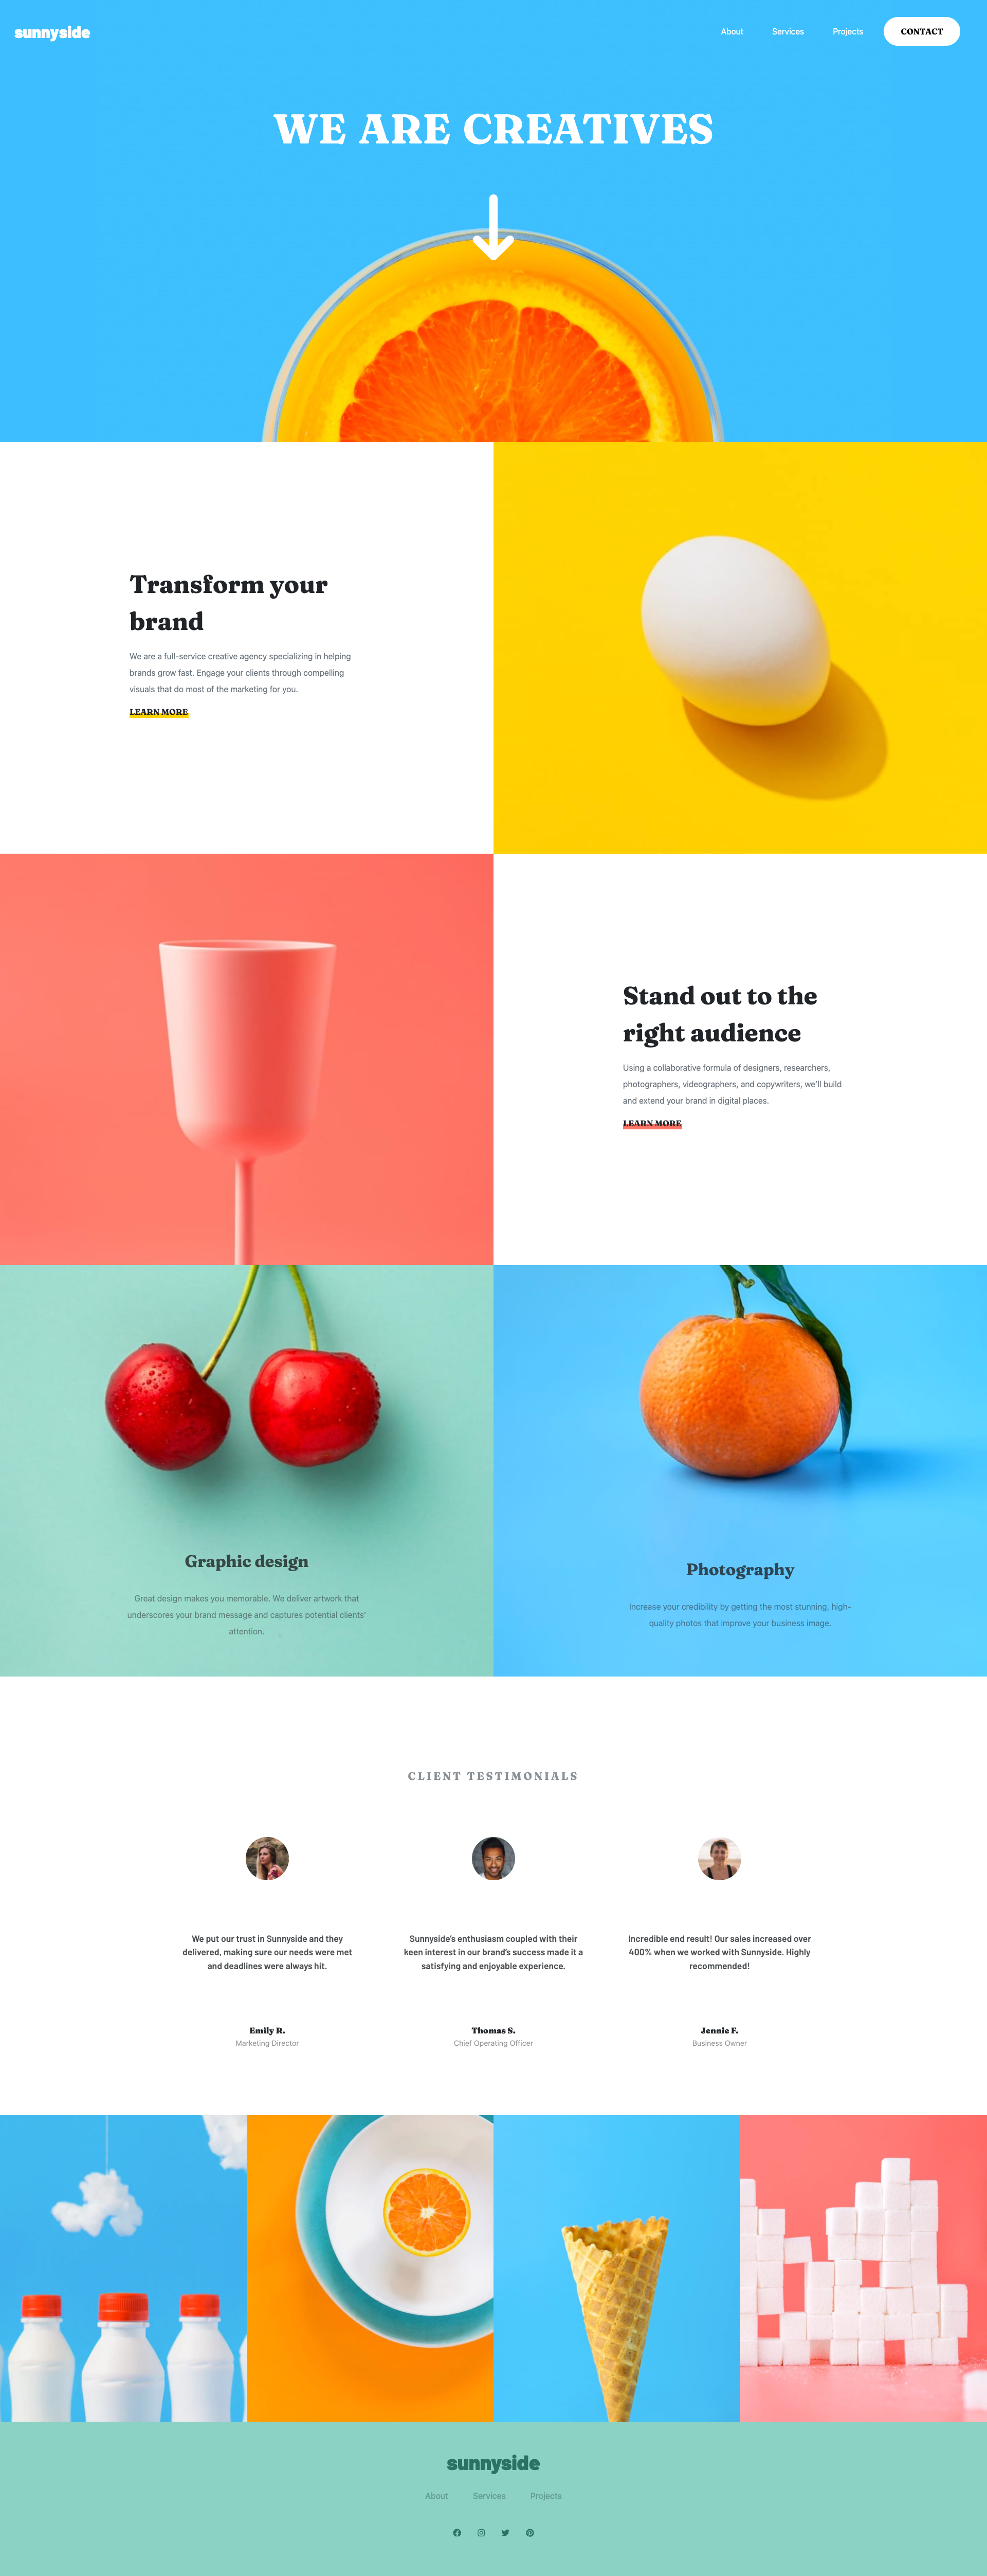 sunnyside
About Services Projects CONTACT
WE ARE CREATIVES
Transform your
brand
We are a full-service creative agency specializing in helping
brands grow fast. Engage your clients through compelling
visuals that do most of the marketing for you.
LEARN MORE
Stand out to the
right audience
Using a collaborative formula of designers, researchers,
photographers, videographers, and copywriters, we'll build
and extend your brand in digital places.
LEARN MORE
Graphic design
Great design makes you memorable. We deliver artwork that
underscores your brand message and captures potential clients'
attention.
Photography
Increase your credibility by getting the most stunning, high-
quality photos that improve your business image.
CLIENT TESTIMONIALS
We put our trust in Sunnyside and they
delivered, making sure our needs were met
and deadlines were always hit.
Emily R.
Marketing Director
Sunnyside's enthusiasm coupled with their
keen interest in our brand's success made it a
satisfying and enjoyable experience.
Thomas S.
Chief Operating Officer
Incredible end result! Our sales increased over
400% when we worked with Sunnyside. Highly
recommended!
Jennie F.
Business Owner
sunnyside
About Services Projects